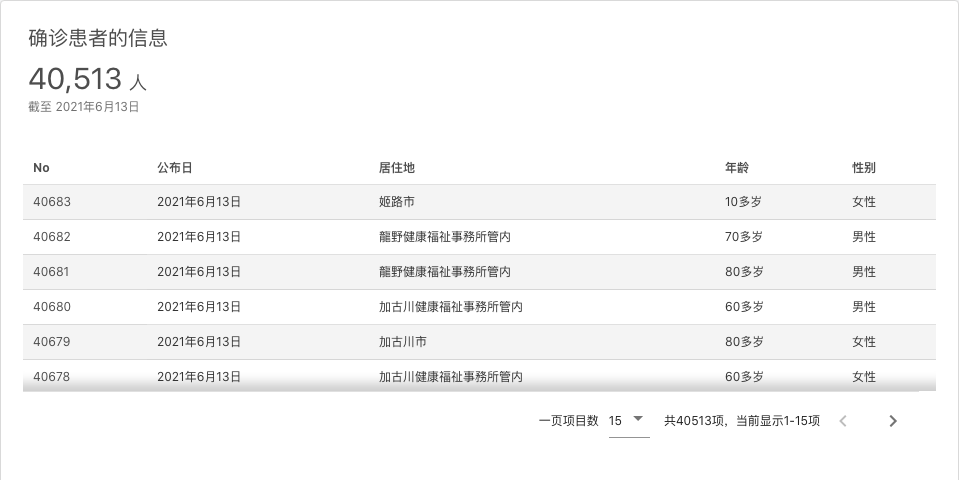 确诊患者的信息
40,513 人
截至 2021年6月13日
No 公布日 居住地 年龄 性别
40683 2021年6月13日 姬路市 10多岁 女性
40682 2021年6月13日 龍野健康福祉事務所管内 70多岁 男性
40681 2021年6月13日 龍野健康福祉事務所管内 80多岁 男性
40680 2021年6月13日 加古川健康福祉事務所管内 60多岁 男性
40679 2021年6月13日 加古川市 80多岁 女性
40678 2021年6月13日 加古川健康福祉事務所管内 60多岁 女性
一页项目数 15 共40513项，当前显示1-15项